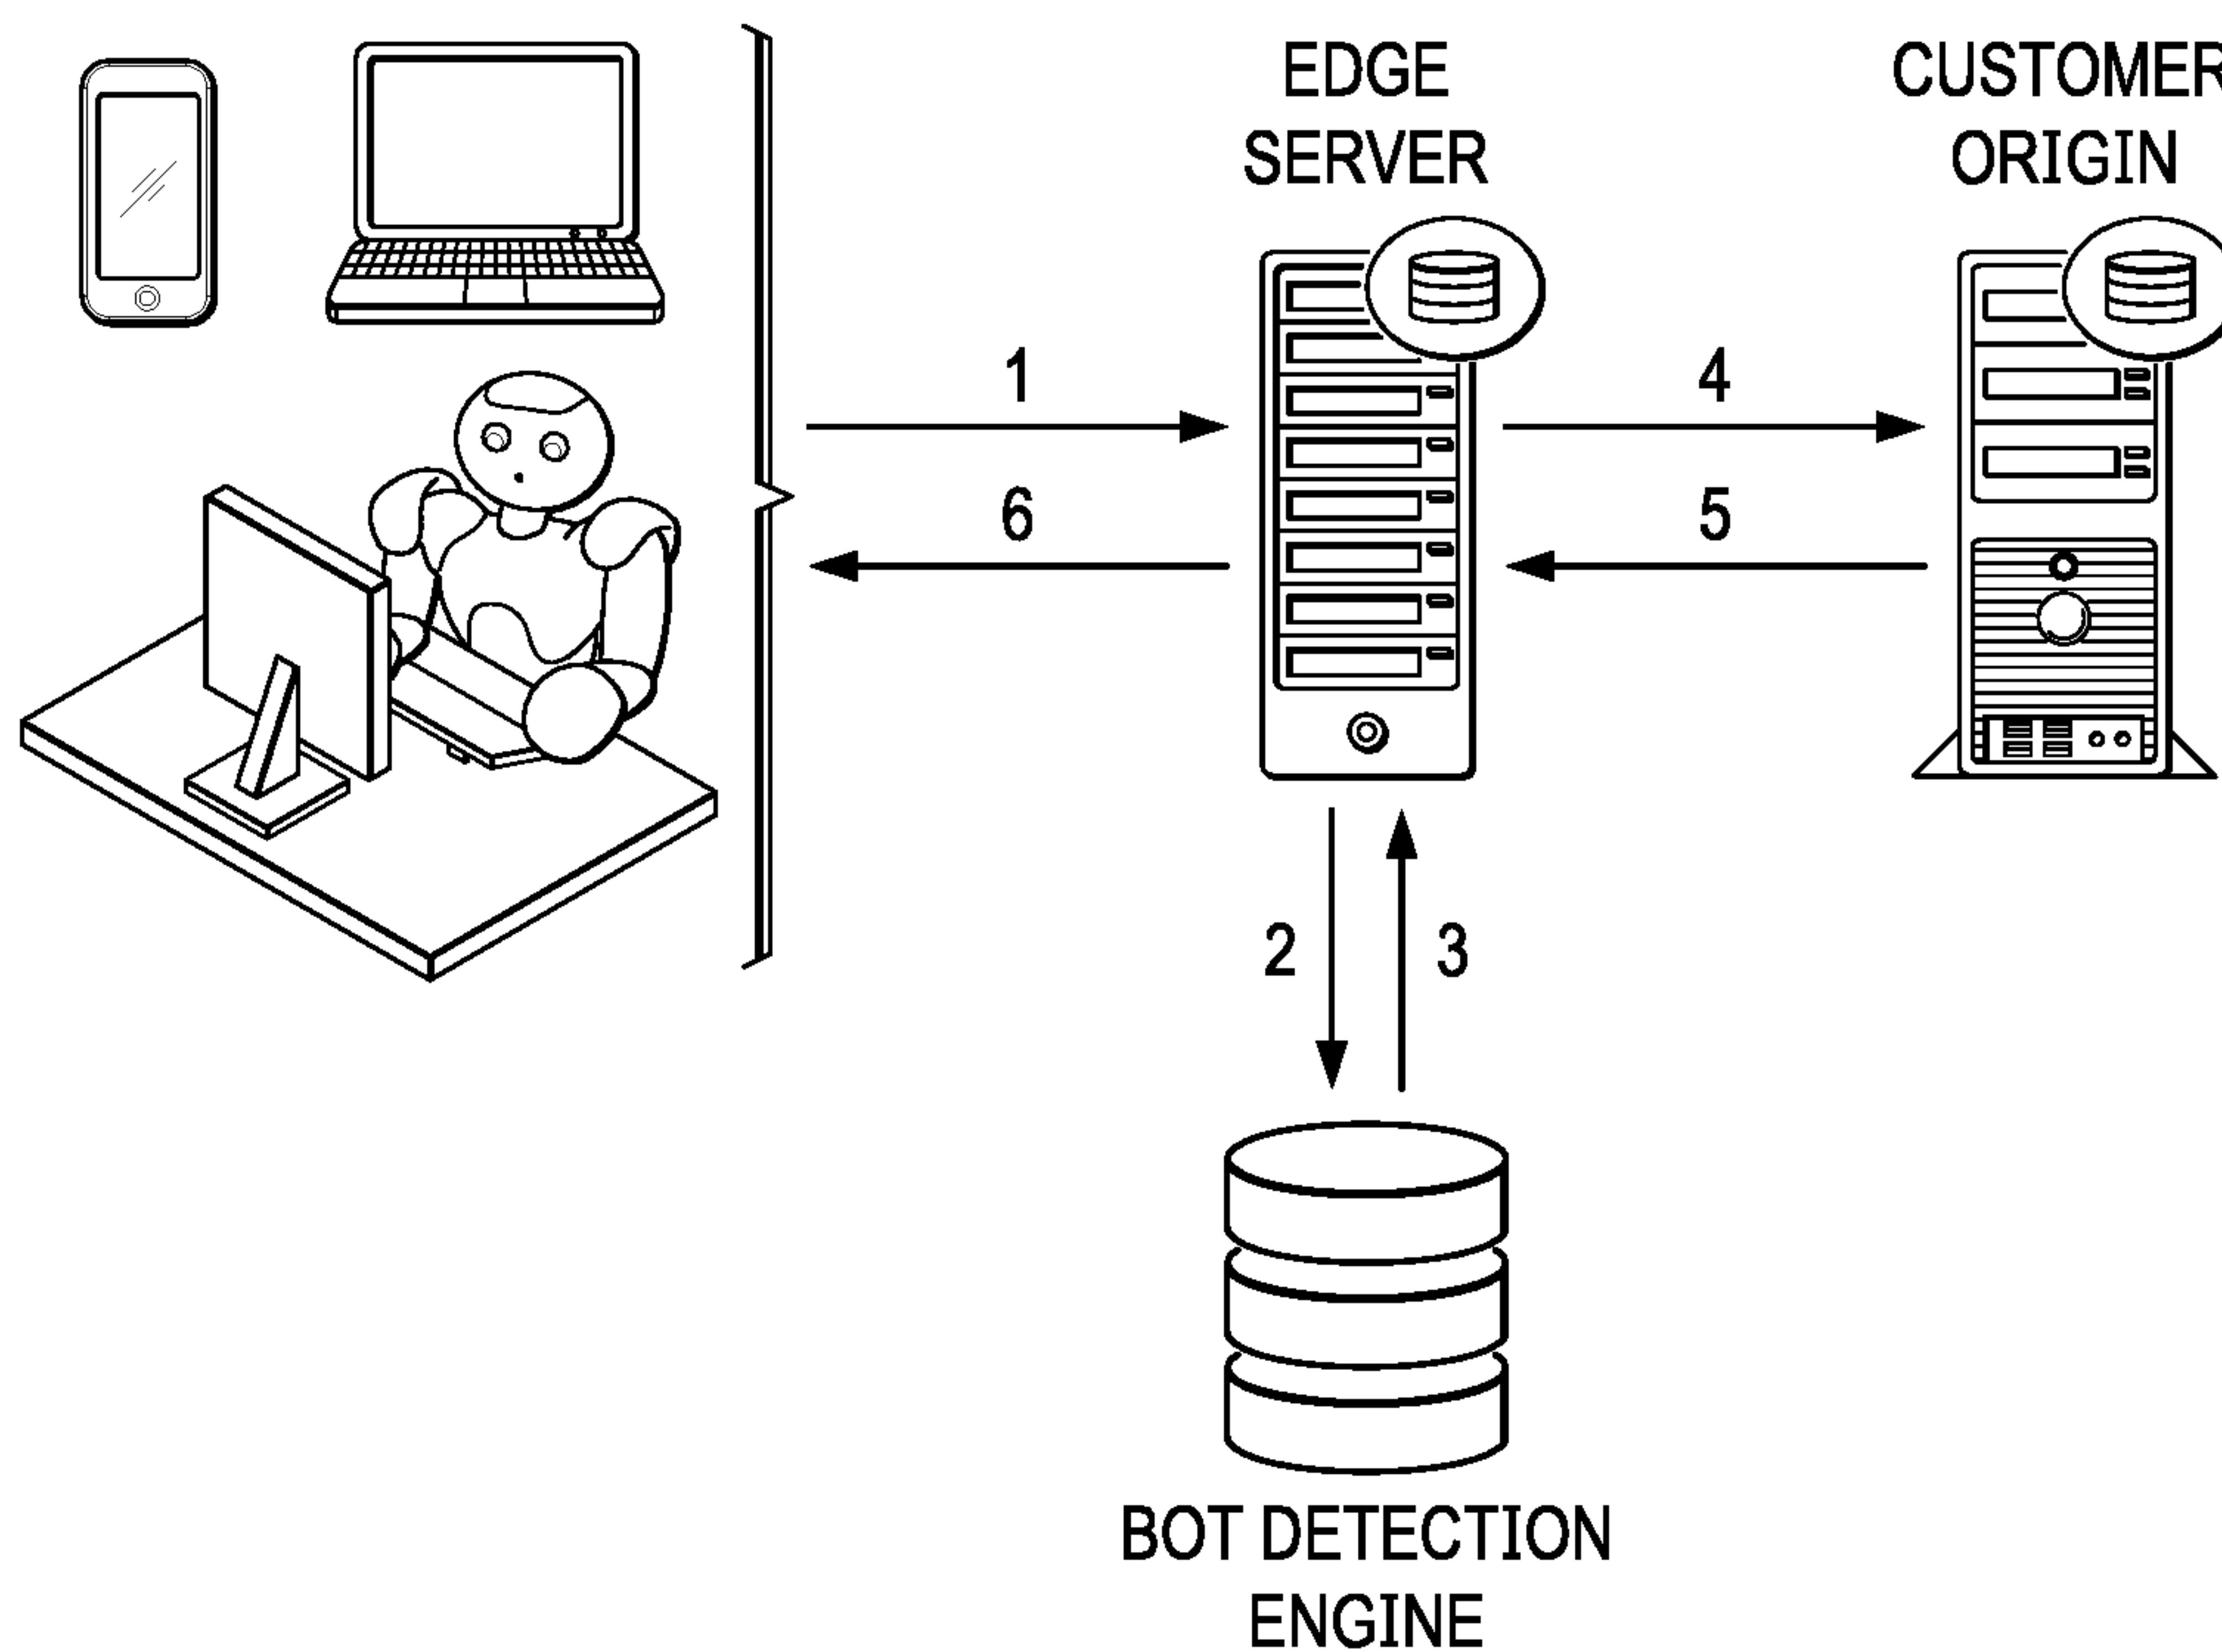 EDGE
SERVER
CUSTOMER
ORIGIN
1
4
6
5
2
3
BOT DETECTION
ENGINE